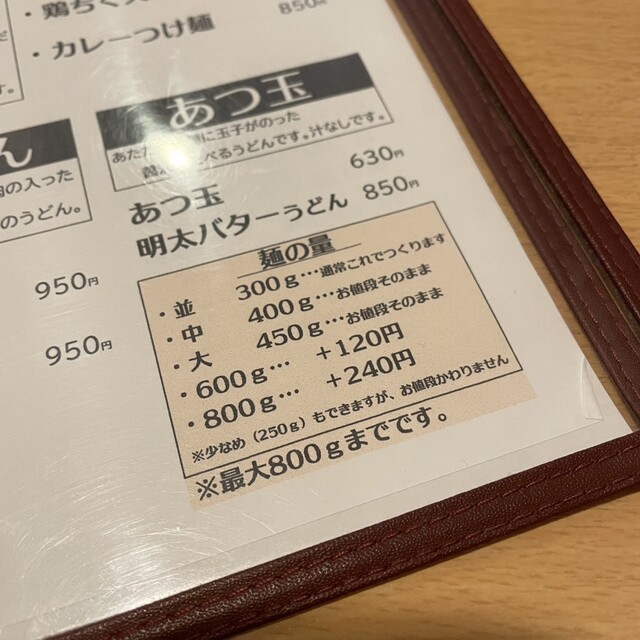 ・鶏ちく
850円
・カレーつけ麺
す。
ん
肉の入った
のうどん。
950円
950円
あつ玉
に玉子がのった
べるうどんです。汁なしです。
あつ玉 630円
明太バターうどん 850円
麺の量
・並 300g…通常これでつくります
・中 400g…お値段そのまま
・大 450g…お値段そのまま
・600g… +120円
・800g… +240円
※少なめ（250g）もできますが、お値段かわりません
※最大800gまでです。